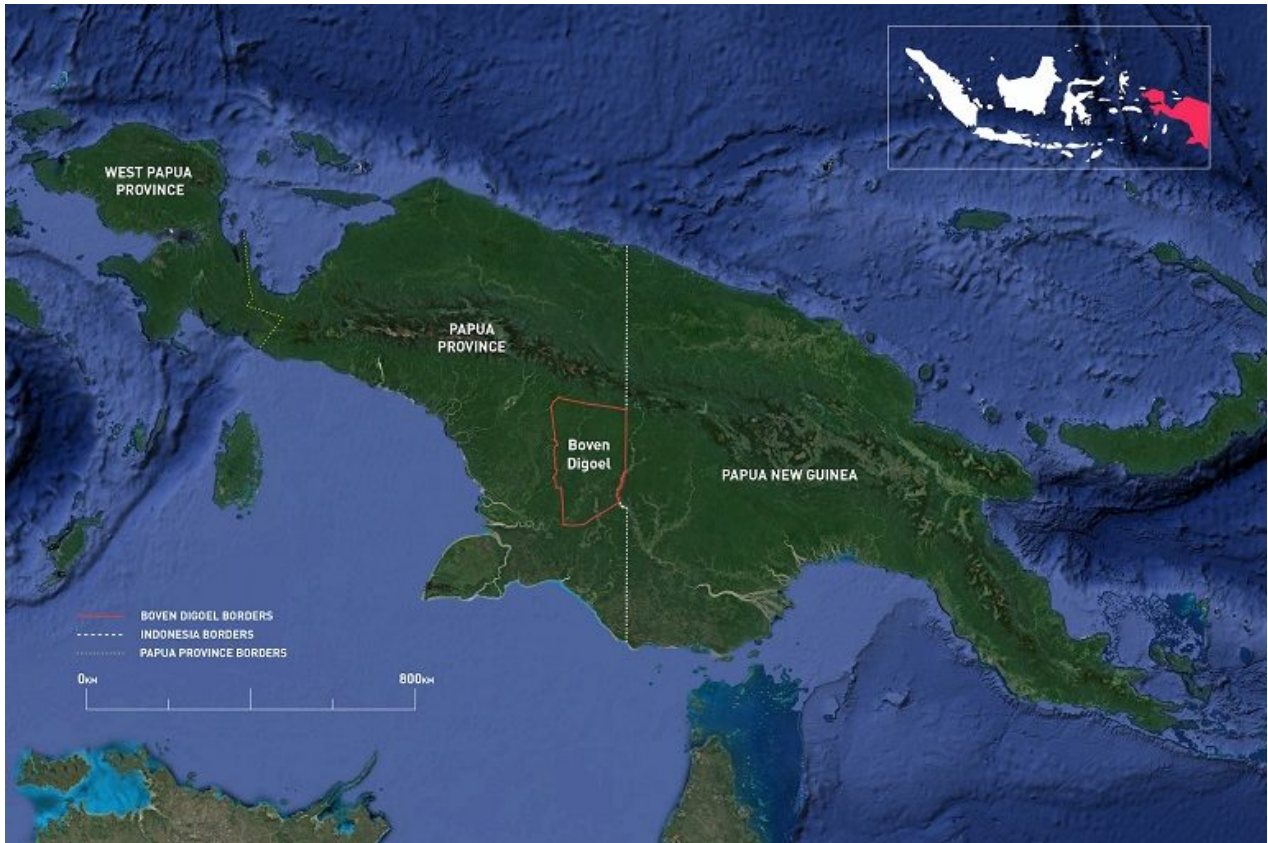 WEST PAPUA
PROVINCE
PAPUA
PROVINCE
Boven
Digoel
PAPUA NEW GUINEA
BOVEN DIGOEL BORDERS
INDONESIA BORDERS
PAPUA PROVINCE BORDERS
0KM
800KM